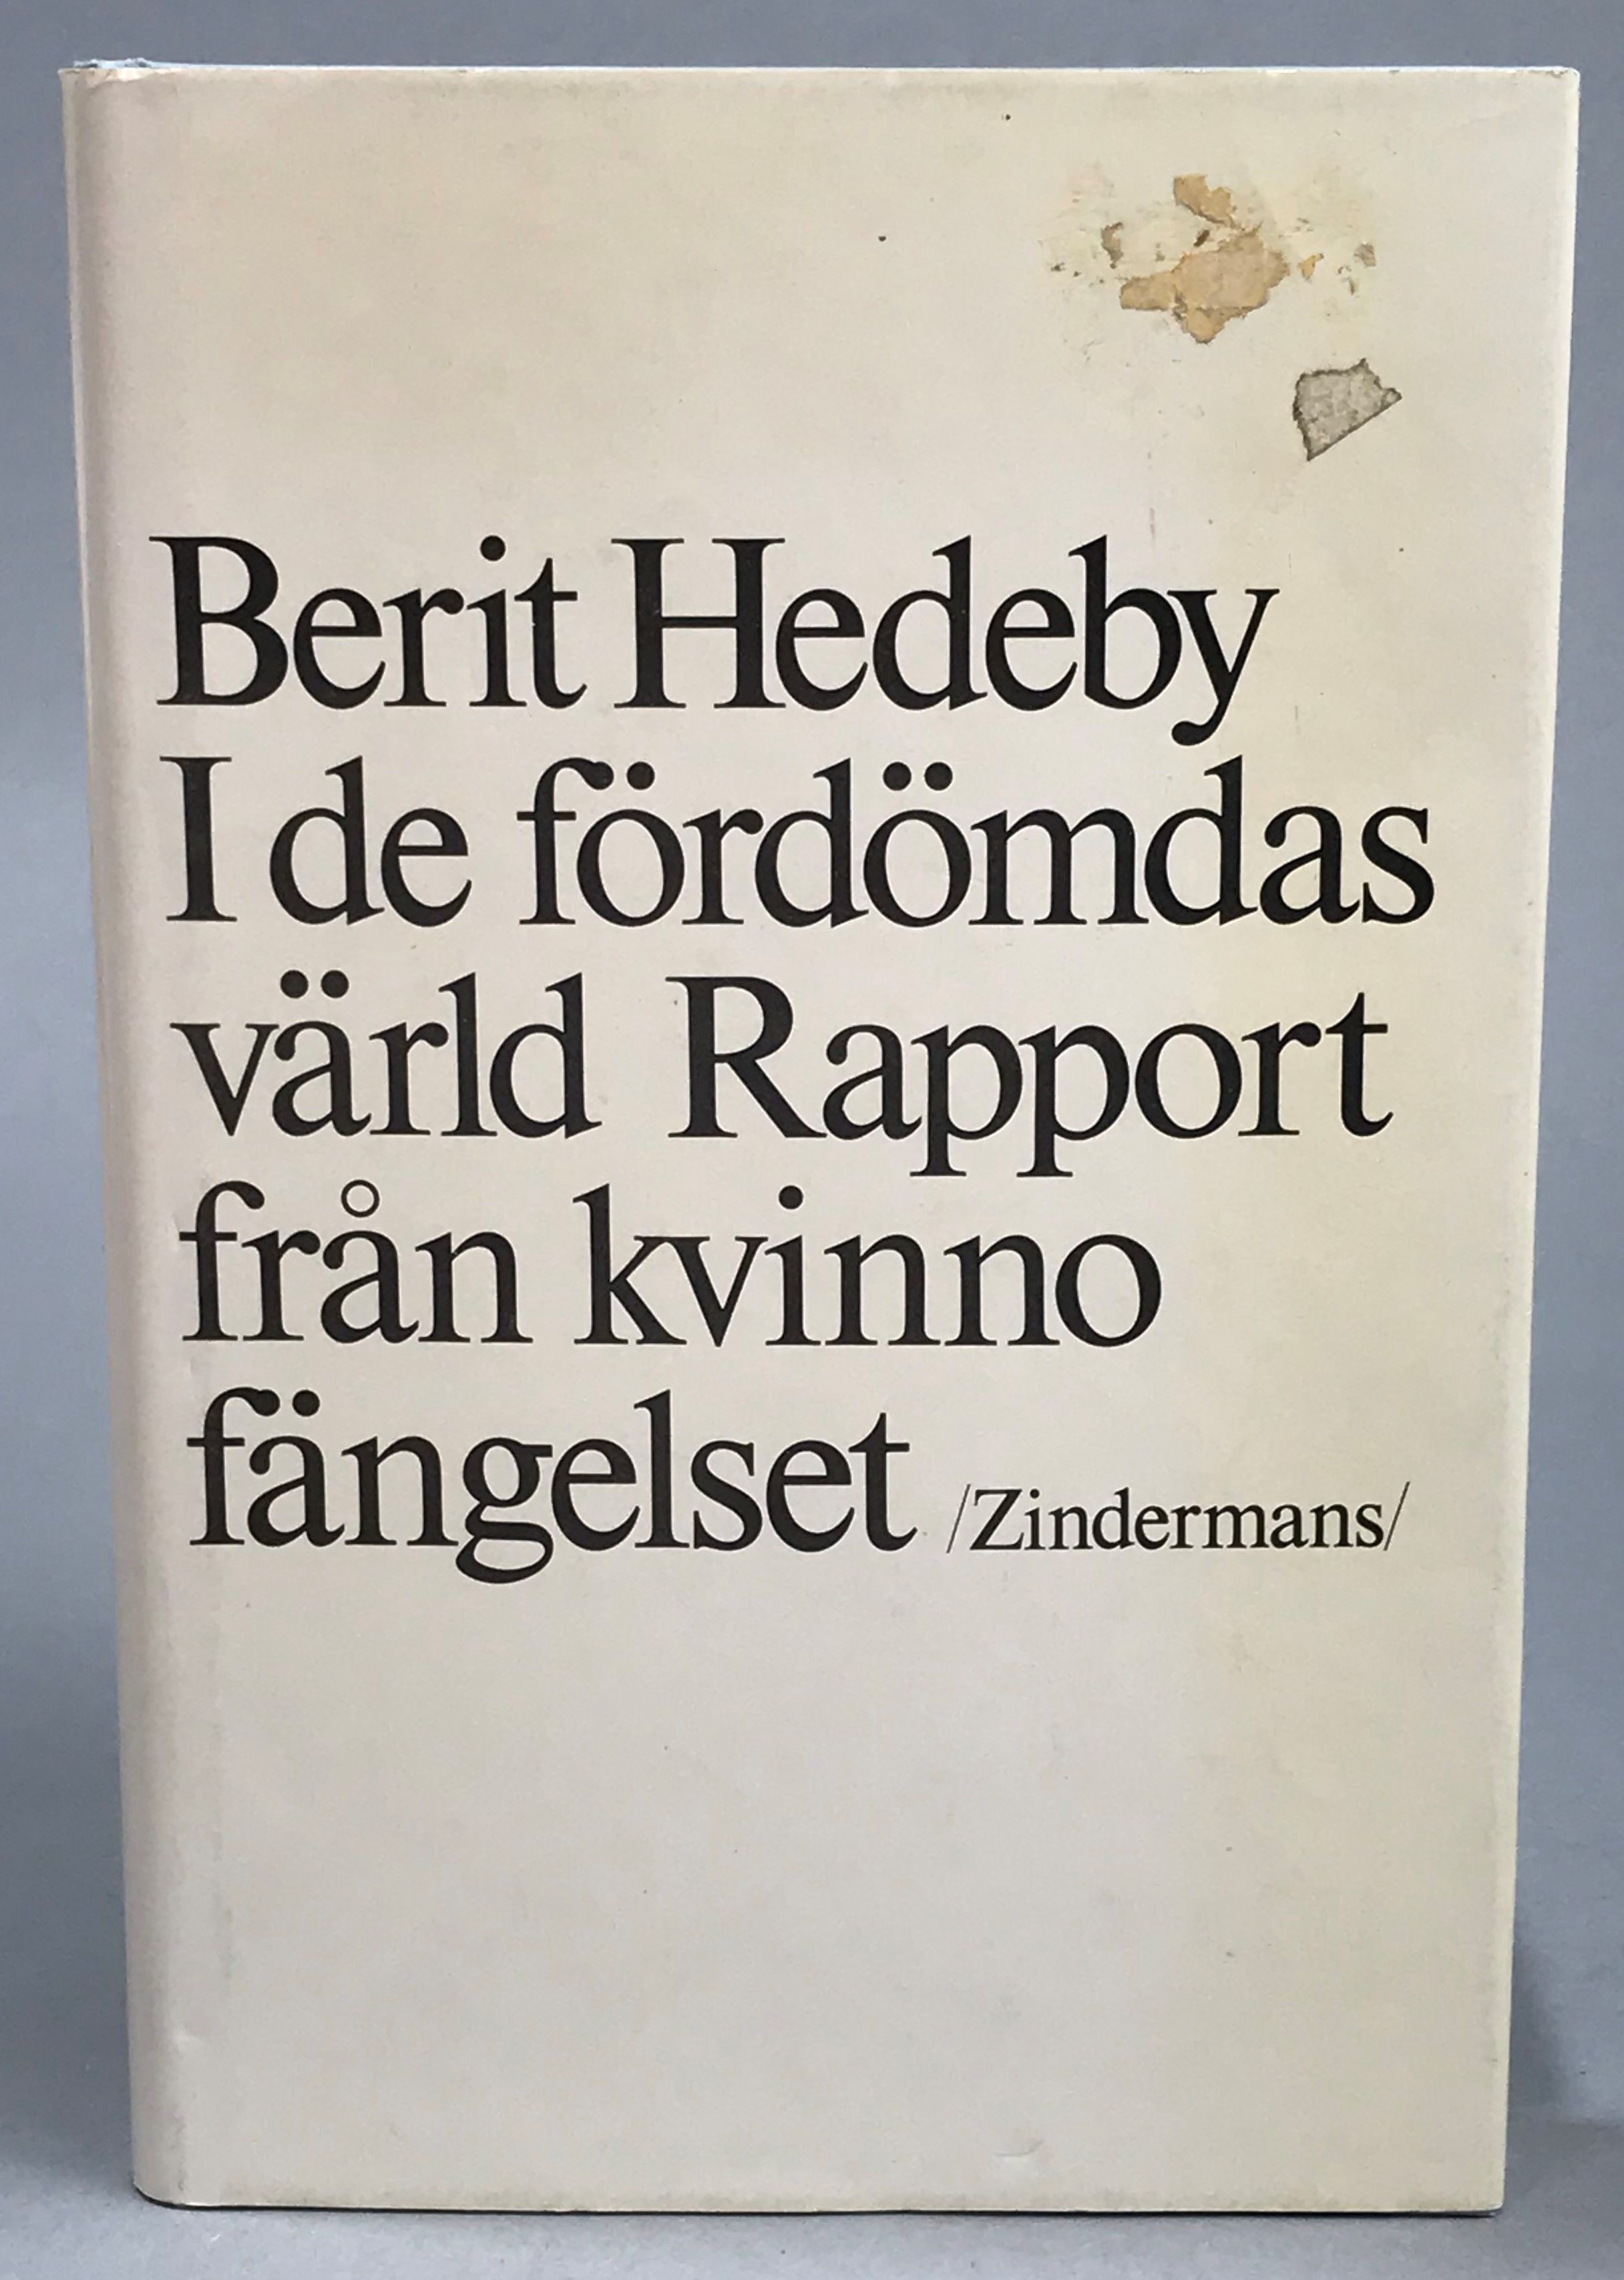 Berit Hedeby
I de fördömdas
värld Rapport
från kvinno
fängelset /Zindermans/